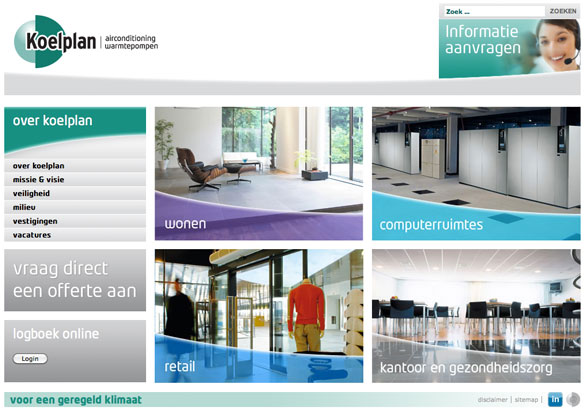 Zoek ...
ZOEKEN
Koelplan
airconditioning
warmtepompen
Informatie
aanvragen
over koelplan
over koelplan
missie & visie
veiligheid
milieu
vestigingen
vacatures
wonen
computerruimtes
vraag direct
een offerte aan
logboek online
Login
retail
kantoor en gezondheidszorg
voor een geregeld klimaat
disclaimer | sitemap |
in